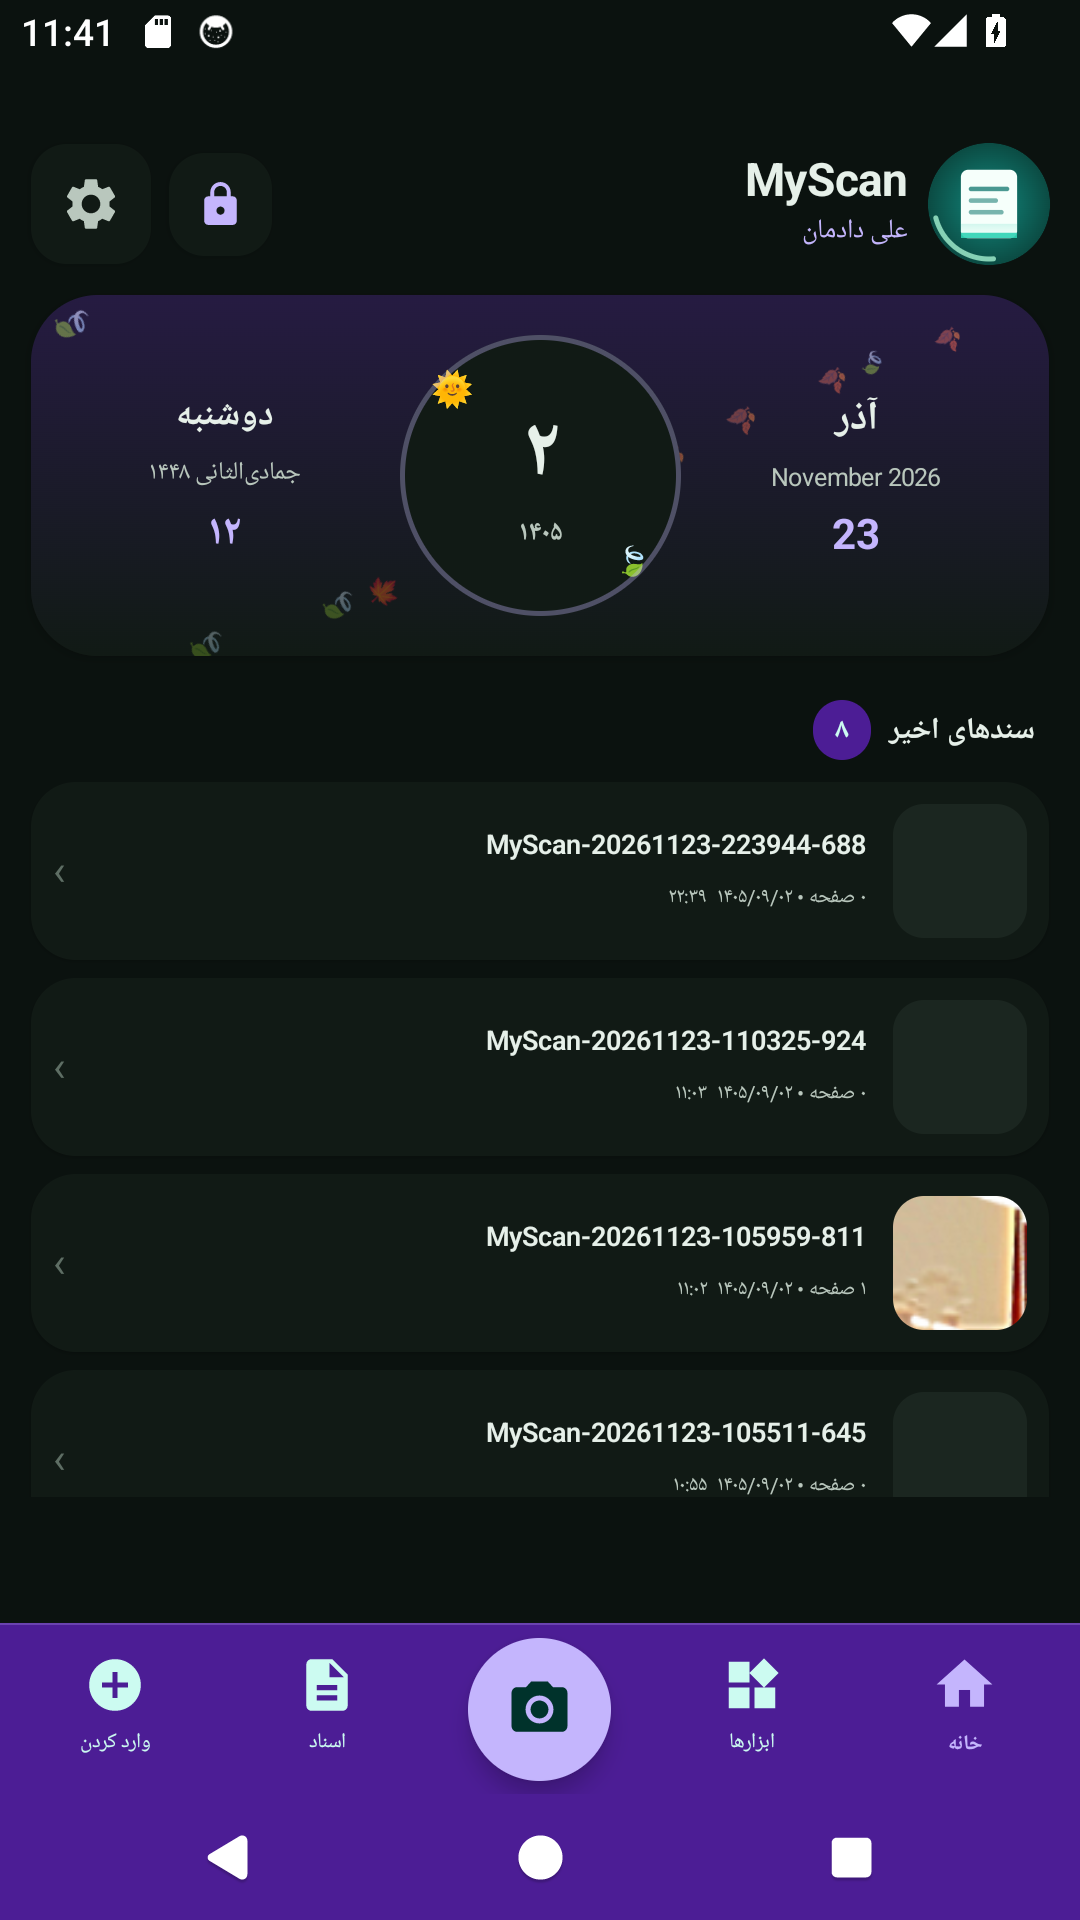 11:41
MyScan
علی دادمان
آذر
November 2026
23
۲
۱۴۰۵
دوشنبه
جمادی‌الثانی ۱۴۴۸
۱۲
سندهای اخیر ۸
MyScan-20261123-223944-688
۰ صفحه • ۱۴۰۵/۰۹/۰۲ ۲۲:۳۹
MyScan-20261123-110325-924
۰ صفحه • ۱۴۰۵/۰۹/۰۲ ۱۱:۰۳
MyScan-20261123-105959-811
۱ صفحه • ۱۴۰۵/۰۹/۰۲ ۱۱:۰۲
MyScan-20261123-105511-645
۰ صفحه • ۱۴۰۵/۰۹/۰۲ ۱۰:۵۵
خانه
ابزارها
اسناد
وارد کردن